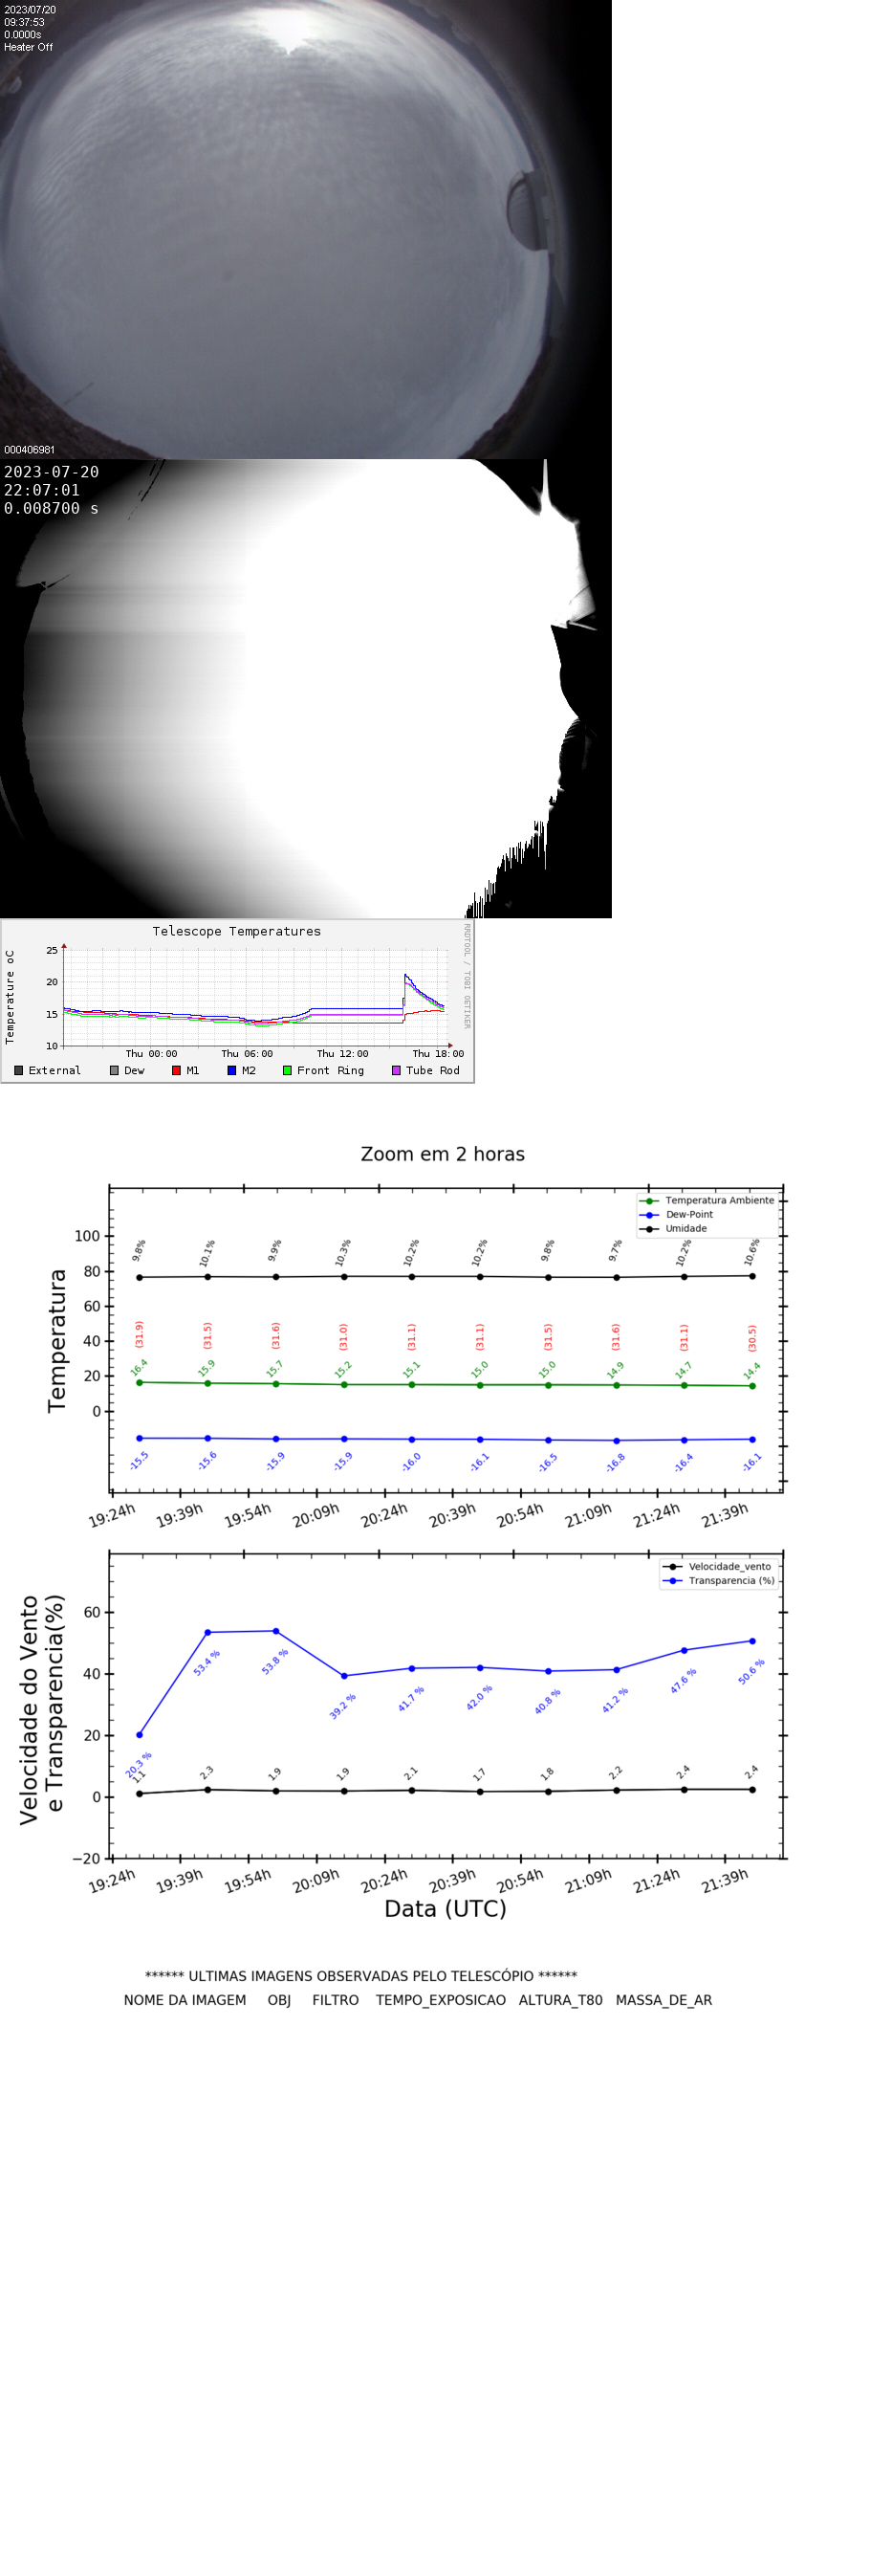 2023/07/20
09:37:53
0.0000s
Heater Off
000406981
2023-07-20
22:07:01
0.008700 s
Telescope Temperatures
RRDTOOL / TOBI OETIKER
Temperature oC
25
20
15
10
Thu 00:00 Thu 06:00 Thu 12:00 Thu 18:00
External Dew M1 M2 Front Ring Tube Rod
Zoom em 2 horas
Temperatura Ambiente
Dew-Point
Umidade
Temperatura
100
80
60
40
20
0
9.8% 10.1% 9.9% 10.3% 10.2% 10.2% 9.8% 9.7% 10.2% 10.6%
(31.9) (31.5) (31.6) (31.0) (31.1) (31.1) (31.5) (31.6) (31.1) (30.5)
16.4 15.9 15.7 15.2 15.1 15.0 15.0 14.9 14.7 14.4
-15.5 -15.6 -15.9 -15.9 -16.0 -16.1 -16.5 -16.8 -16.4 -16.1
19:24h 19:39h 19:54h 20:09h 20:24h 20:39h 20:54h 21:09h 21:24h 21:39h
Velocidade_vento
Transparencia (%)
Velocidade do Vento
e Transparencia(%)
60
40
20
0
−20
20.3 % 53.4 % 53.8 % 39.2 % 41.7 % 42.0 % 40.8 % 41.2 % 47.6 % 50.6 %
1.1 2.3 1.9 1.9 2.1 1.7 1.8 2.2 2.4 2.4
19:24h 19:39h 19:54h 20:09h 20:24h 20:39h 20:54h 21:09h 21:24h 21:39h
Data (UTC)
****** ULTIMAS IMAGENS OBSERVADAS PELO TELESCÓPIO ******
NOME DA IMAGEM OBJ FILTRO TEMPO_EXPOSICAO ALTURA_T80 MASSA_DE_AR